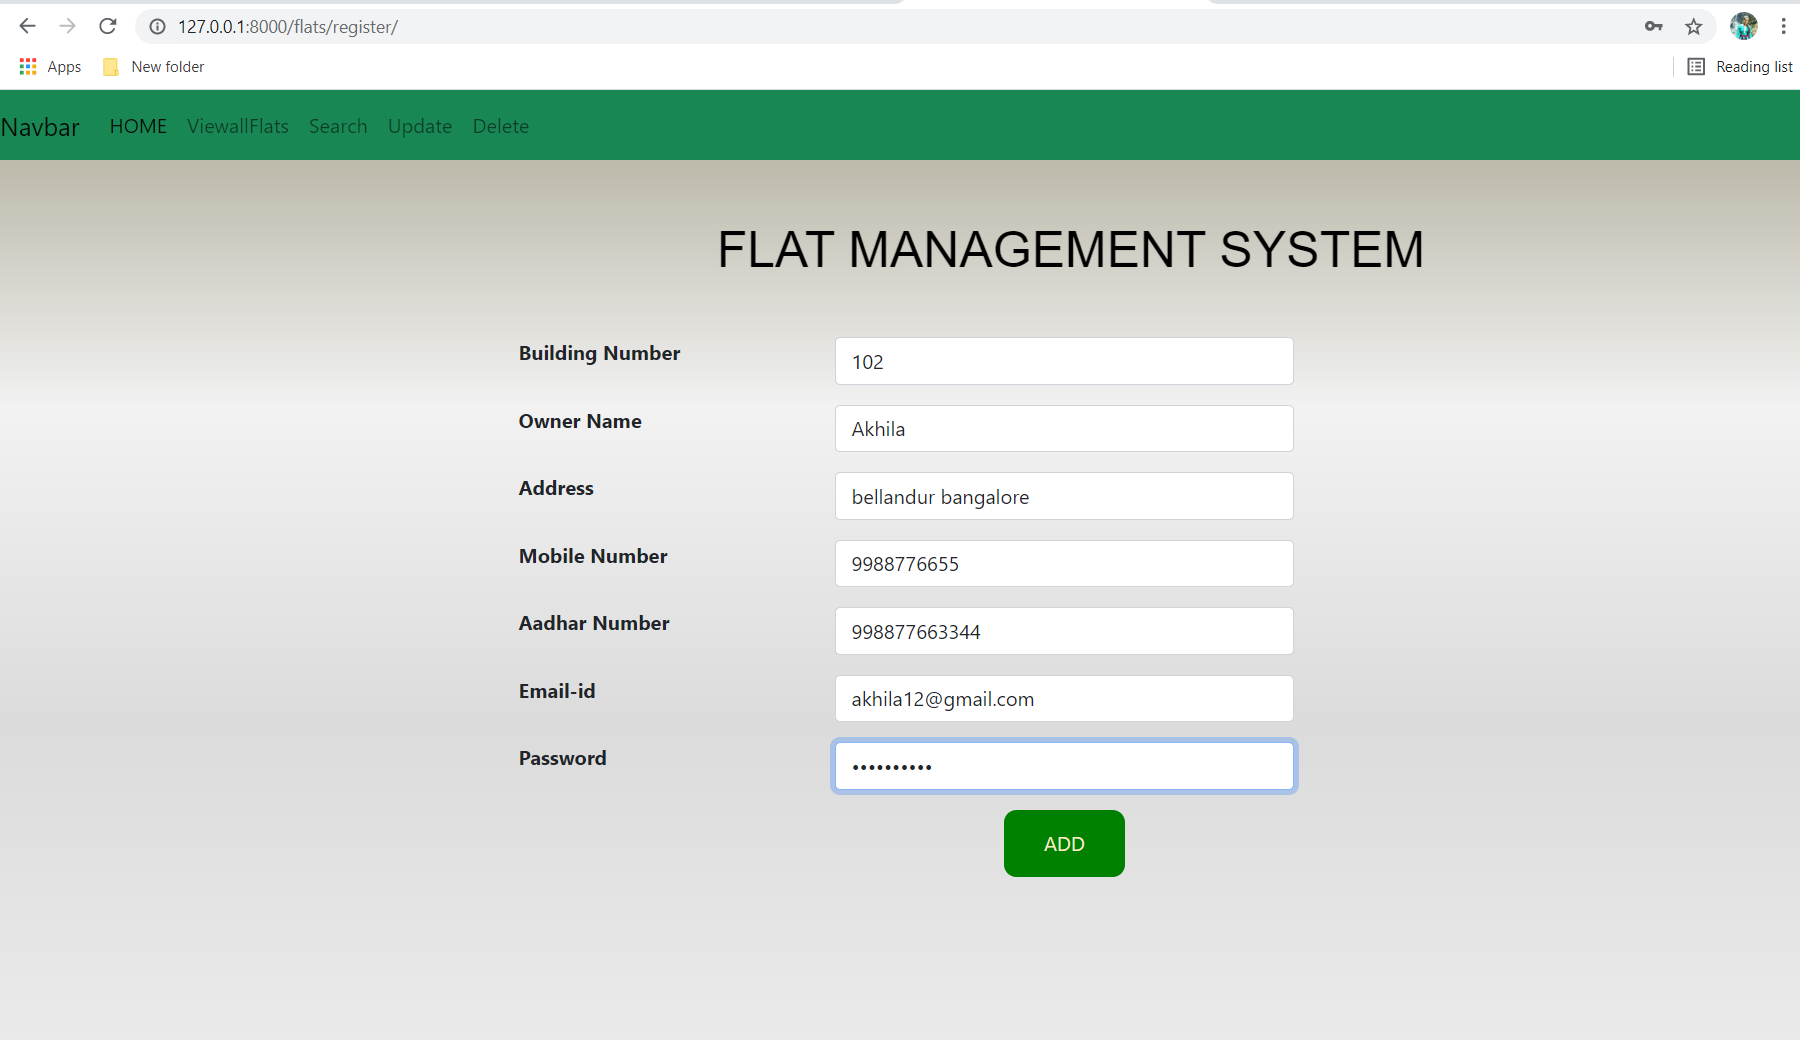 127.0.0.1:8000/flats/register/
Apps New folder Reading list
Navbar HOME ViewallFlats Search Update Delete
FLAT MANAGEMENT SYSTEM
Building Number 102
Owner Name Akhila
Address bellandur bangalore
Mobile Number 9988776655
Aadhar Number 998877663344
Email-id akhila12@gmail.com
Password ••••••••••
ADD